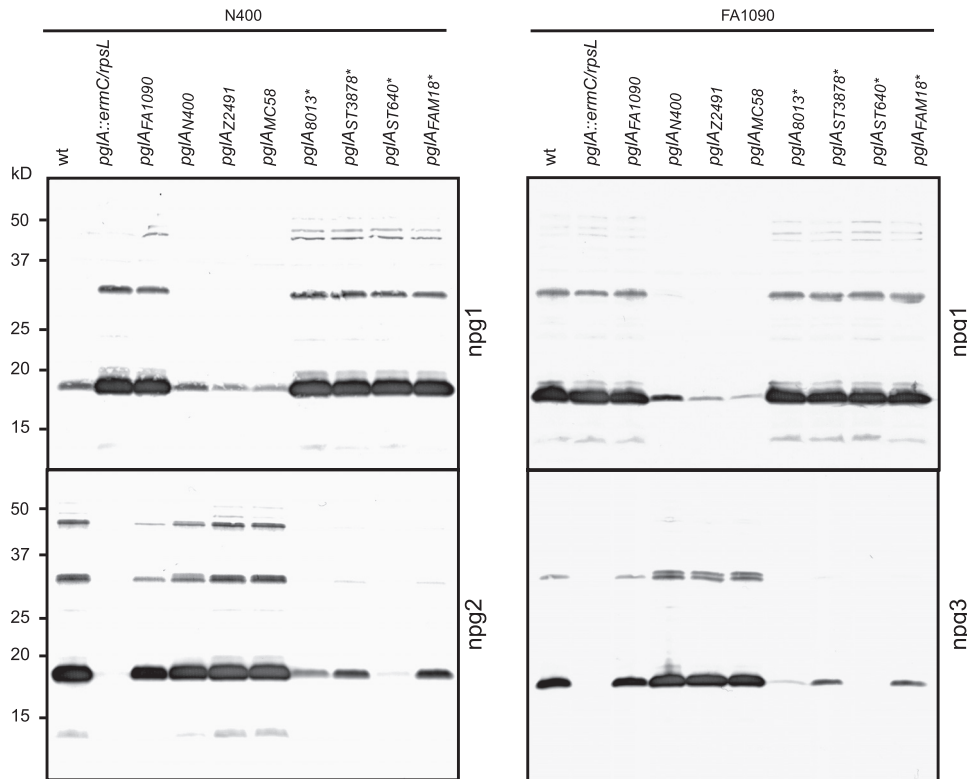 N400
FA1090
wt
pglA::ermC/rpsL
pglAFA1090
pglAN400
pglAZ2491
pglAMC58
pglA8013*
pglAST3878*
pglAST640*
pglAFAM18*
wt
pglA::ermC/rpsL
pglAFA1090
pglAN400
pglAZ2491
pglAMC58
pglA8013*
pglAST3878*
pglAST640*
pglAFAM18*
kD
50
37
25
20
15
npg1
npg1
50
37
25
20
15
npg2
npg3